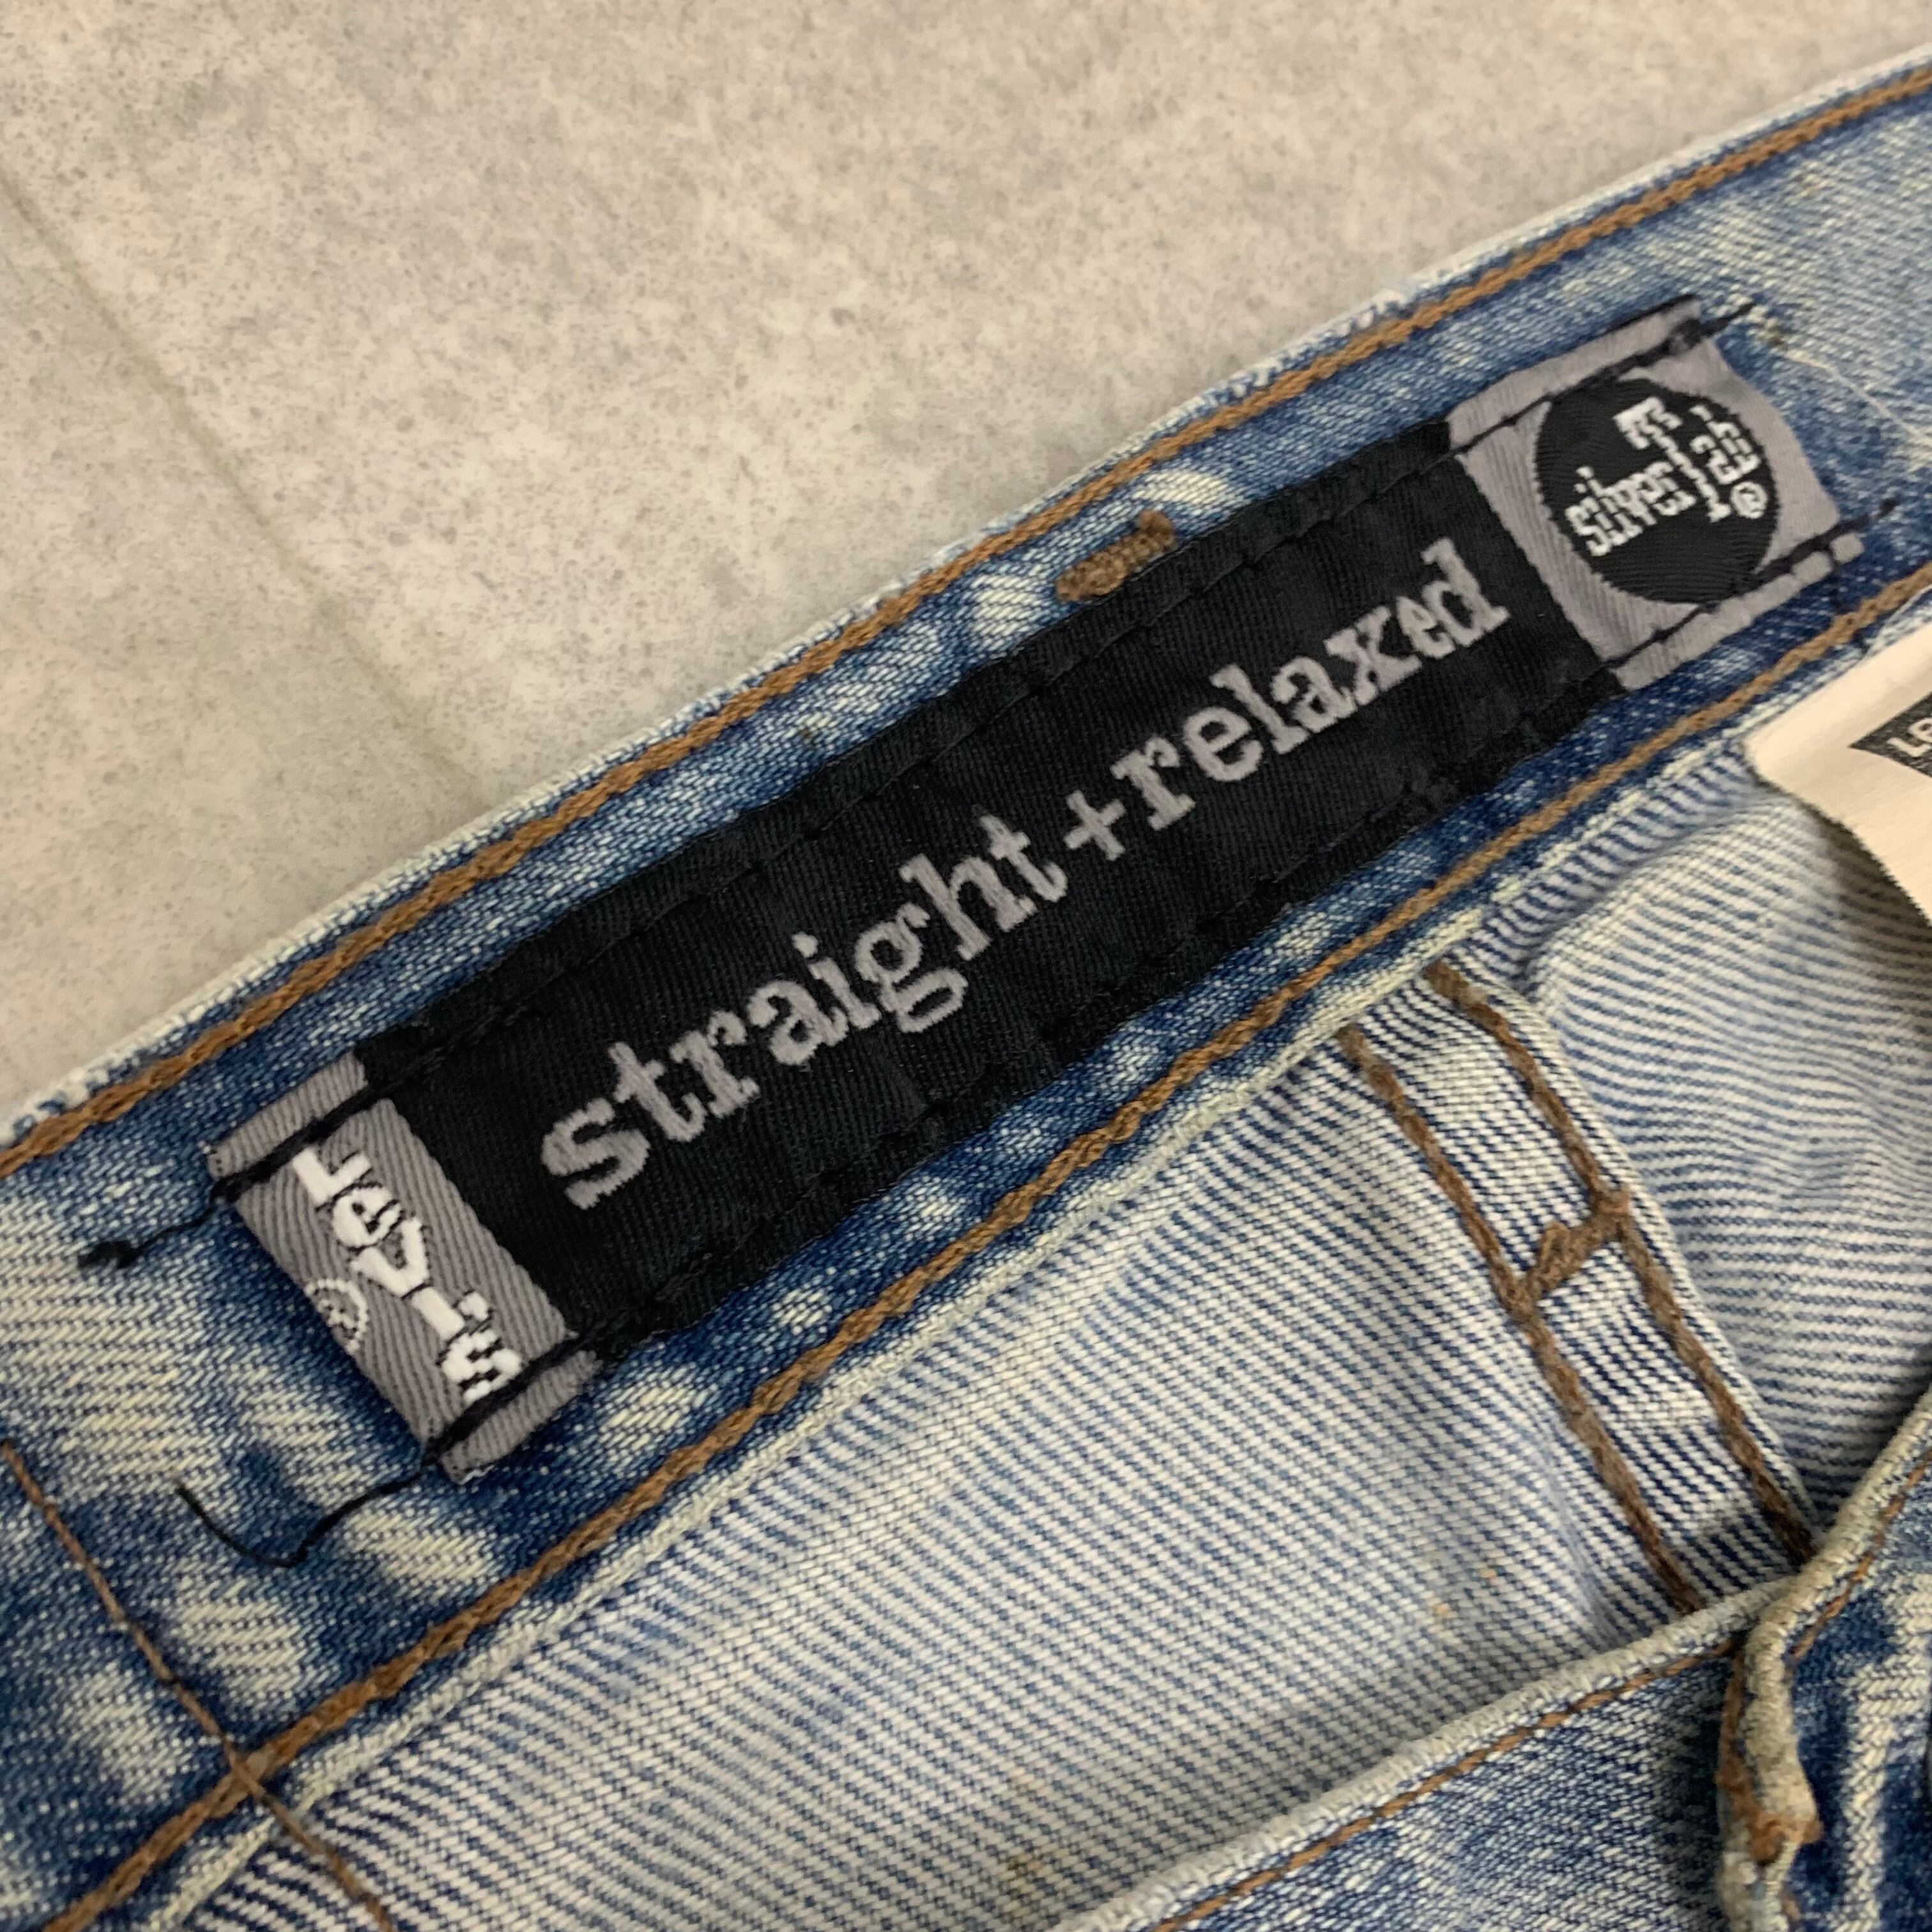 LEVI'S
®
straight+relaxed
silverTab®